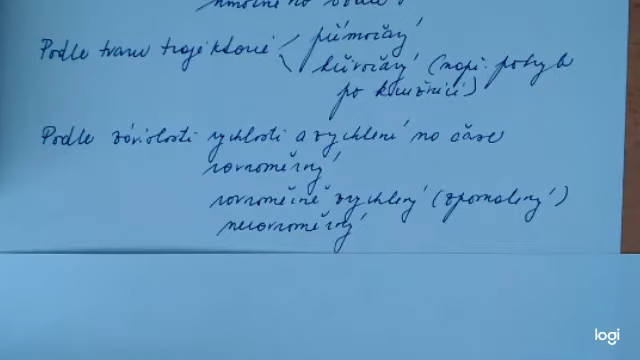 Podle tvaru trajektorie < přímočarý
křivočarý (např. pohyb
po kružnici)
Podle závislosti rychlosti a zrychlení na čase
rovnoměrný
rovnoměrně zrychlený (zpomalený)
nerovnoměrný
logi